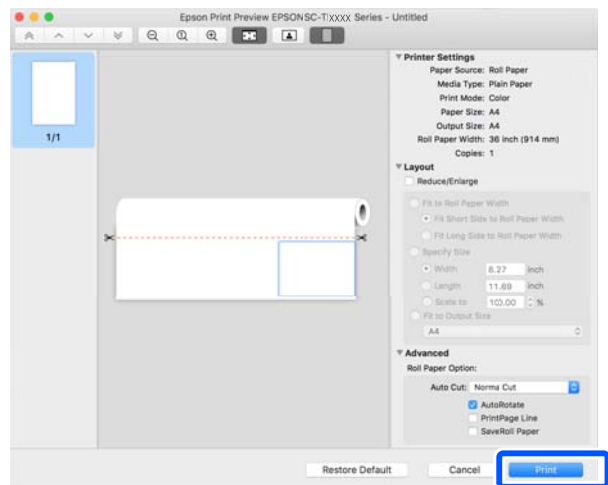 Epson Print Preview EPSONSC-T:XXXX Series - Untitled
1/1
Printer Settings
Paper Source: Roll Paper
Media Type: Plain Paper
Print Mode: Color
Paper Size: A4
Output Size: A4
Roll Paper Width: 36 inch (914 mm)
Copies: 1
Layout
Reduce/Enlarge
Fit to Roll Paper Width
Fit Short Side to Roll Paper Width
Fit Long Side to Roll Paper Width
Specify Size
Width 8.27 inch
Length 11.69 inch
Scale to 100.00 %
Fit to Output Size
A4
Advanced
Roll Paper Option:
Auto Cut: Norma Cut
AutoRotate
PrintPage Line
SaveRoll Paper
Restore Default Cancel Print